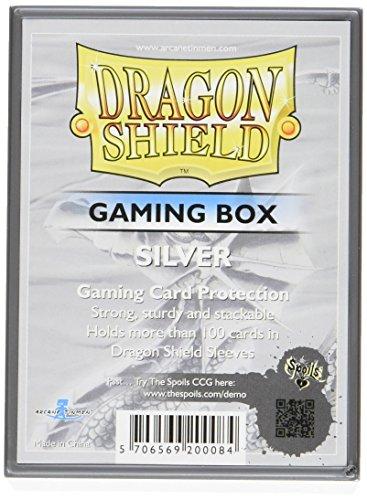 www.arcanetinmen.com
DRAGON
SHIELD
™
GAMING BOX
SILVER
Gaming Card Protection
Strong, sturdy and stackable
Holds more than 100 cards in
Dragon Shield Sleeves
Psst... Try The Spoils CCG here:
www.thespoils.com/demo
Spoils
ARCANE TINMEN
Made in China
5 706569 200084